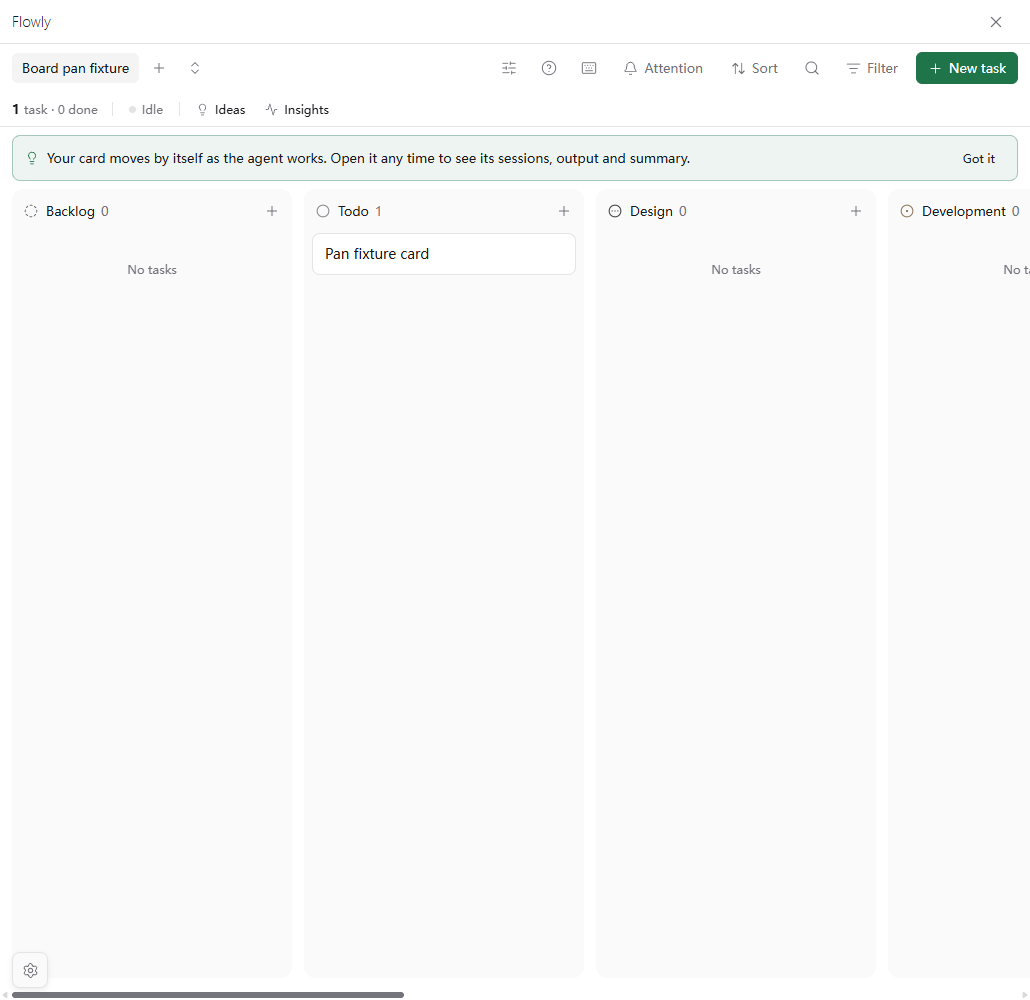 Flowly
Board pan fixture
Attention
Sort
Filter
New task
1 task · 0 done
Idle
Ideas
Insights
Your card moves by itself as the agent works. Open it any time to see its sessions, output and summary.
Got it
Backlog 0
Todo 1
Design 0
Development 0
No tasks
Pan fixture card
No tasks
No t